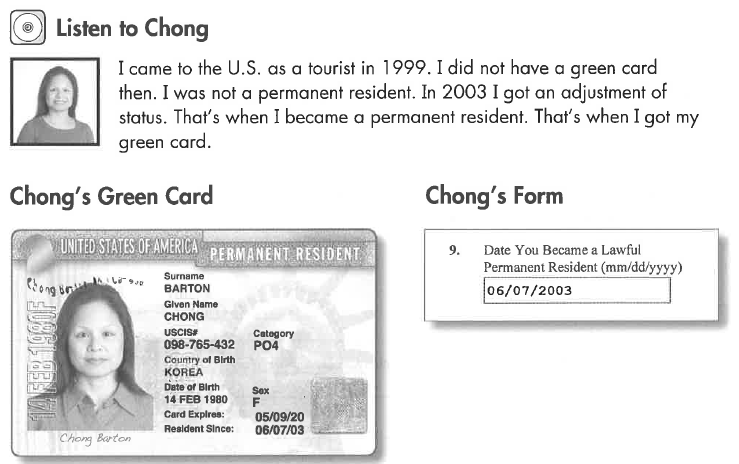 Listen to Chong
I came to the U.S. as a tourist in 1999. I did not have a green card
then. I was not a permanent resident. In 2003 I got an adjustment of
status. That's when I became a permanent resident. That's when I got my
green card.
Chong's Green Card
UNITED STATES OF AMERICA PERMANENT RESIDENT
Surname
BARTON
Given Name
CHONG
USCIS# Category
098-765-432 PO4
Country of Birth
KOREA
Date of Birth Sex
14 FEB 1980 F
Card Expires: 05/09/20
Resident Since: 06/07/03
14 FEB 1980F
Chong Barton
Chong's Form
9. Date You Became a Lawful
Permanent Resident (mm/dd/yyyy)
06/07/2003